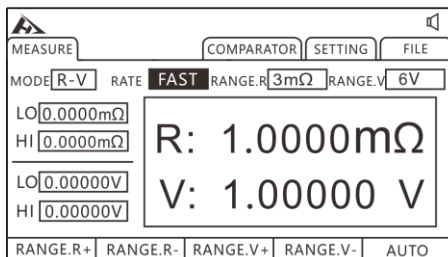 MEASURE COMPARATOR SETTING FILE
MODE R-V RATE FAST RANGE.R 3mΩ RANGE.V 6V
LO 0.0000mΩ
HI 0.0000mΩ
R: 1.0000mΩ
LO 0.00000V
HI 0.00000V
V: 1.00000 V
RANGE.R+ RANGE.R- RANGE.V+ RANGE.V- AUTO